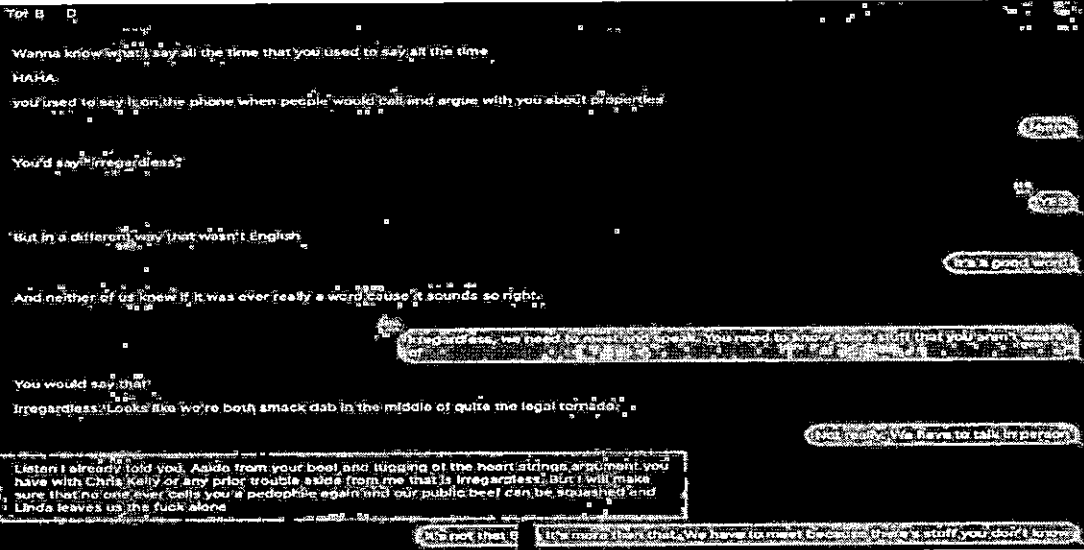 Wanna know what I say all the time that you used to say all the time
HAHA
you used to say it on the phone when people would call and argue with you about properties
You'd say "irregardless"
YES
But in a different way that wasn't English
It's a good word
And neither of us knew if it was ever really a word cause it sounds so right.
Irregardless, we need to meet and speak. You need to know some stuff that you aren't aware
of
You would say that
Irregardless. Looks like we're both smack dab in the middle of quite the legal tornado.
Not really. We have to talk in person
Listen I already told you. Aside from your beef and tugging of the heart strings argument you
have with Chris Kelly or any prior trouble aside from me that is irregardless. But I will make
sure that no one ever calls you a pedophile again and our public beef can be squashed and
Linda leaves us the fuck alone
It's not that B It's more than that. We have to meet because there's stuff you don't know